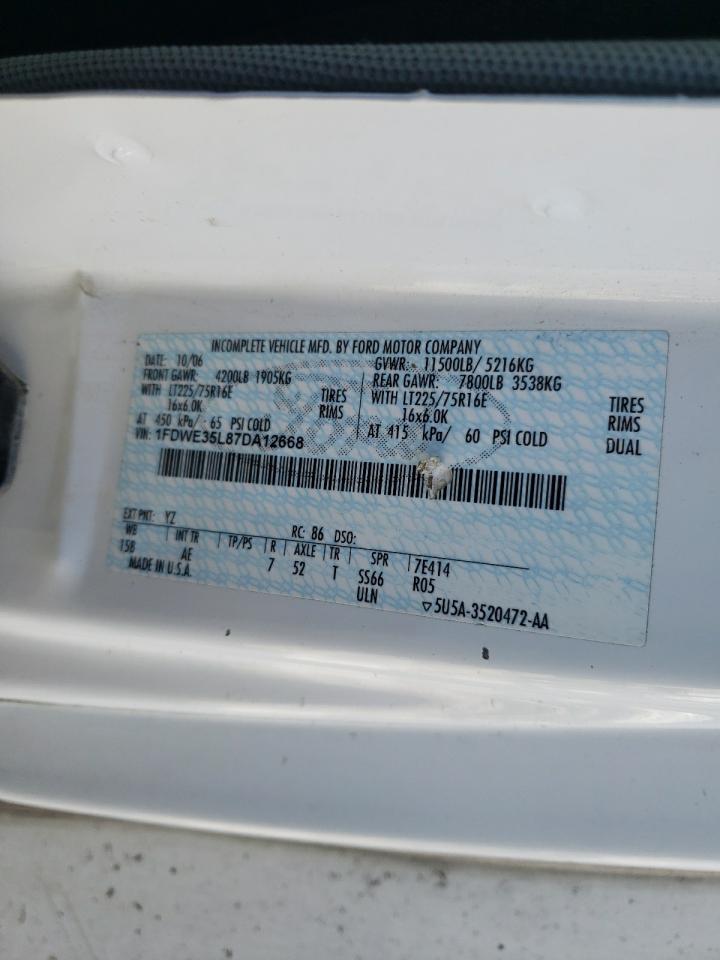 INCOMPLETE VEHICLE MFD. BY FORD MOTOR COMPANY
DATE: 10/06 GVWR: 11500LB/ 5216KG
FRONT GAWR: 4200LB 1905KG REAR GAWR: 7800LB 3538KG
WITH LT225/75R16E TIRES WITH LT225/75R16E TIRES
16x6.0K RIMS 16x6.0K RIMS
AT 450 kPa/ 65 PSI COLD AT 415 kPa/ 60 PSI COLD DUAL
VIN: 1FDWE35L87DA12668
EXT PNT: YZ RC: 86 DSO:
WB INT TR TP/PS R AXLE TR SPR 7E414
158 AE 7 52 T SS66 R05
MADE IN U.S.A. ULN ▽5U5A-3520472-AA